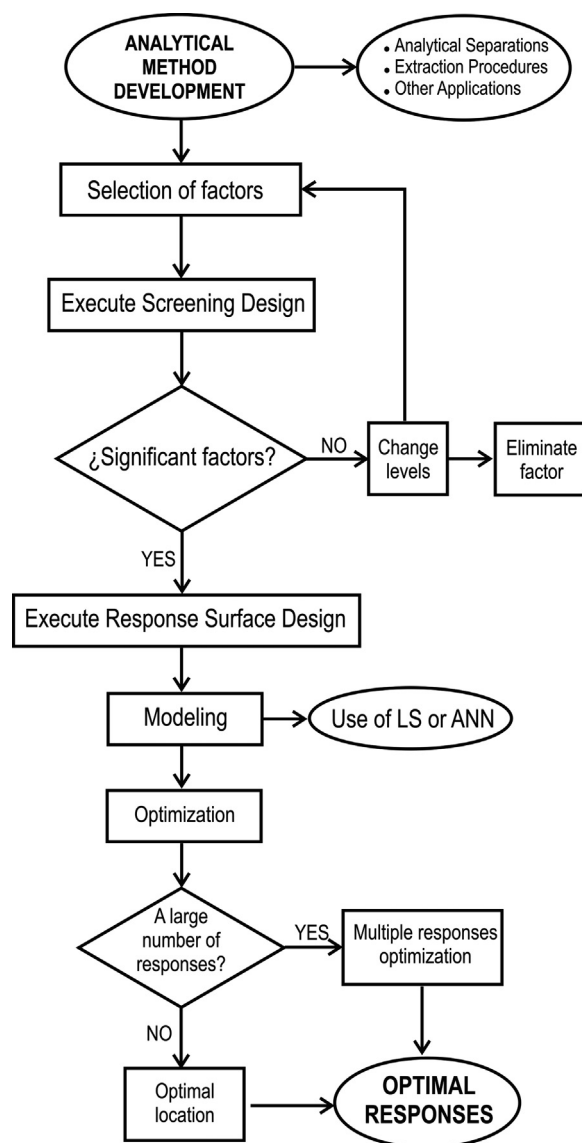 ANALYTICAL
METHOD
DEVELOPMENT
• Analytical Separations
• Extraction Procedures
• Other Applications
Selection of factors
Execute Screening Design
¿Significant factors?
NO
Change
levels
Eliminate
factor
YES
Execute Response Surface Design
Modeling
Use of LS or ANN
Optimization
A large
number of
responses?
YES
Multiple responses
optimization
NO
Optimal
location
OPTIMAL
RESPONSES